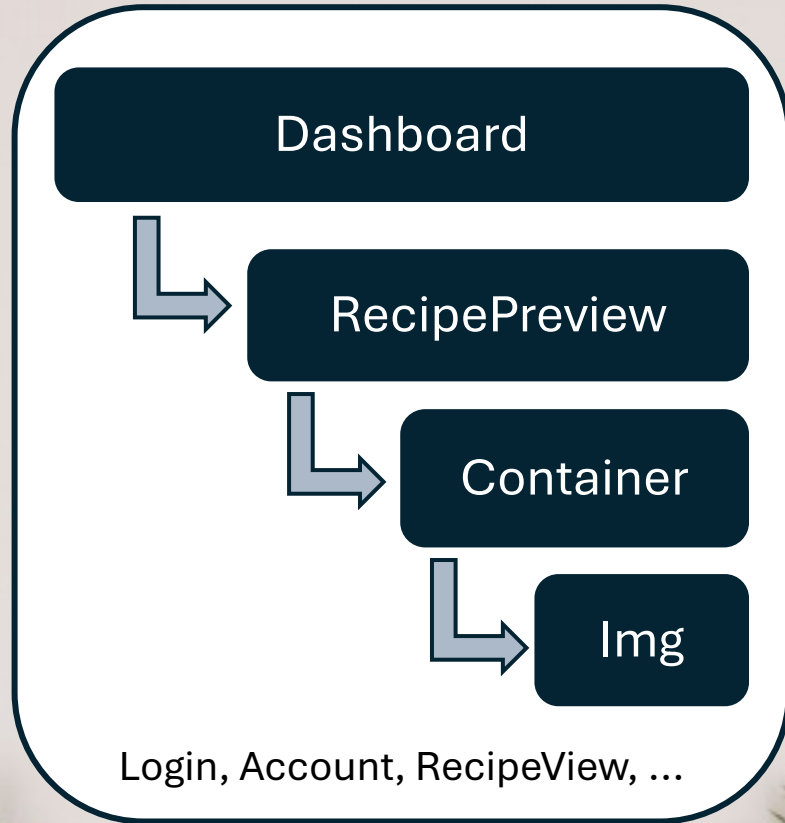 Dashboard
RecipePreview
Container
Img
Login, Account, RecipeView, ...